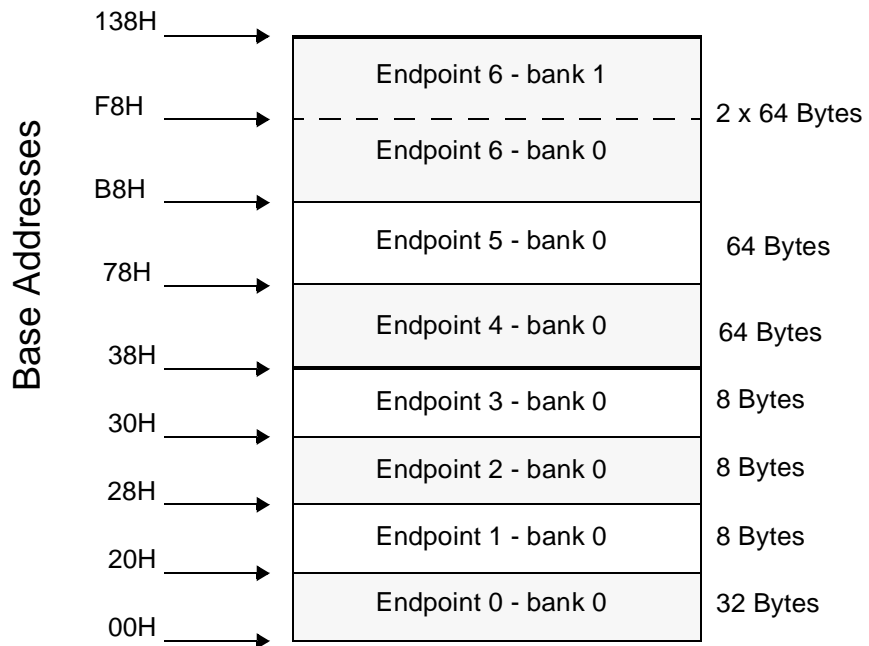 138H
Endpoint 6 - bank 1
F8H
2 x 64 Bytes
Endpoint 6 - bank 0
B8H
Endpoint 5 - bank 0
64 Bytes
78H
Endpoint 4 - bank 0
64 Bytes
38H
Endpoint 3 - bank 0
8 Bytes
30H
Endpoint 2 - bank 0
8 Bytes
28H
Endpoint 1 - bank 0
8 Bytes
20H
Endpoint 0 - bank 0
32 Bytes
00H
Base Addresses